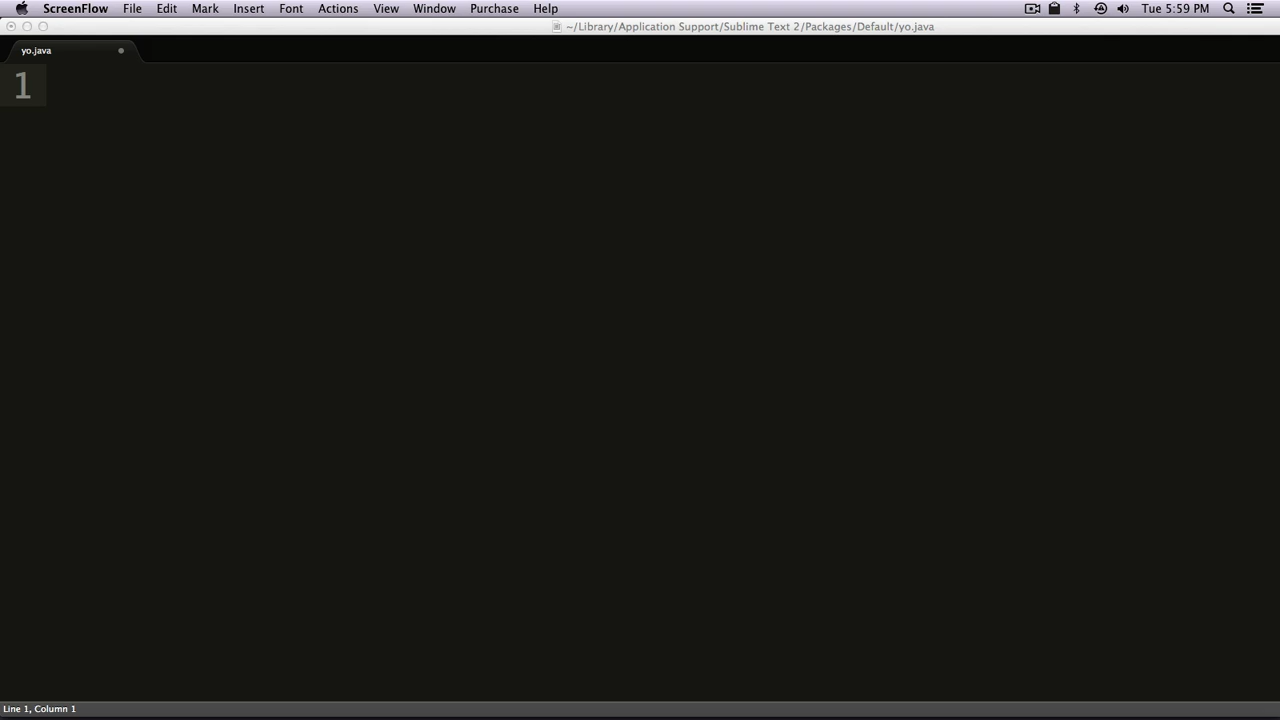 ScreenFlow File Edit Mark Insert Font Actions View Window Purchase Help Tue 5:59 PM
~/Library/Application Support/Sublime Text 2/Packages/Default/yo.java
yo.java
1
Line 1, Column 1